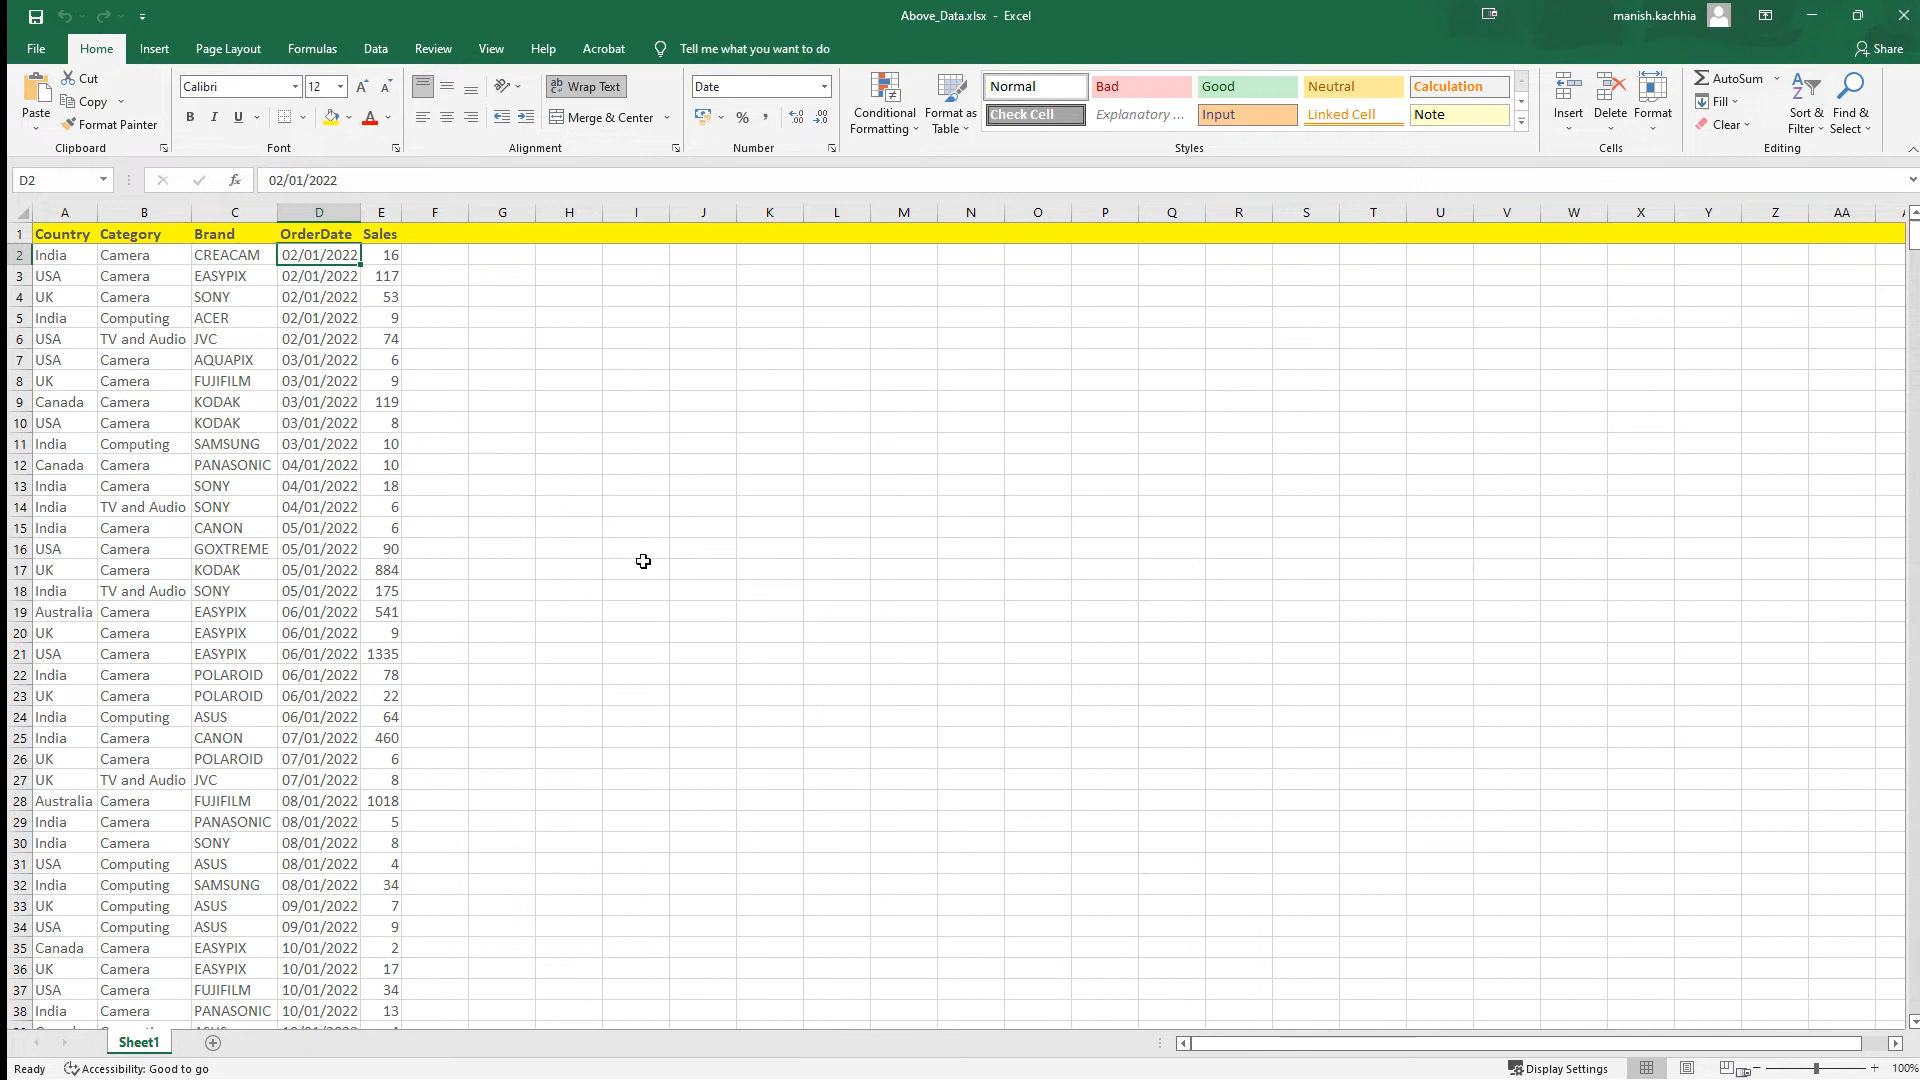 Above_Data.xlsx - Excel
manish.kachhia
File Home Insert Page Layout Formulas Data Review View Help Acrobat Tell me what you want to do Share
Paste
Cut
Copy
Format Painter
Clipboard
Calibri 12
B I U A
Font
ab Wrap Text
Merge & Center
Alignment
Date
%
Number
Conditional Formatting
Format as Table
Normal Bad Good Neutral Calculation
Check Cell Explanatory ... Input Linked Cell Note
Styles
Insert Delete Format
Cells
AutoSum
Fill
Clear
Sort & Filter
Find & Select
Editing
D2 fx 02/01/2022
A B C D E F G H I J K L M N O P Q R S T U V W X Y Z AA
1 Country Category Brand OrderDate Sales
2 India Camera CREACAM 02/01/2022 16
3 USA Camera EASYPIX 02/01/2022 117
4 UK Camera SONY 02/01/2022 53
5 India Computing ACER 02/01/2022 9
6 USA TV and Audio JVC 02/01/2022 74
7 USA Camera AQUAPIX 03/01/2022 6
8 UK Camera FUJIFILM 03/01/2022 9
9 Canada Camera KODAK 03/01/2022 119
10 USA Camera KODAK 03/01/2022 8
11 India Computing SAMSUNG 03/01/2022 10
12 Canada Camera PANASONIC 04/01/2022 10
13 India Camera SONY 04/01/2022 18
14 India TV and Audio SONY 04/01/2022 6
15 India Camera CANON 05/01/2022 6
16 USA Camera GOXTREME 05/01/2022 90
17 UK Camera KODAK 05/01/2022 884
18 India TV and Audio SONY 05/01/2022 175
19 Australia Camera EASYPIX 06/01/2022 541
20 UK Camera EASYPIX 06/01/2022 9
21 USA Camera EASYPIX 06/01/2022 1335
22 India Camera POLAROID 06/01/2022 78
23 UK Camera POLAROID 06/01/2022 22
24 India Computing ASUS 06/01/2022 64
25 India Camera CANON 07/01/2022 460
26 UK Camera POLAROID 07/01/2022 6
27 UK TV and Audio JVC 07/01/2022 8
28 Australia Camera FUJIFILM 08/01/2022 1018
29 India Camera PANASONIC 08/01/2022 5
30 India Camera SONY 08/01/2022 8
31 USA Computing ASUS 08/01/2022 4
32 India Computing SAMSUNG 08/01/2022 34
33 UK Computing ASUS 09/01/2022 7
34 USA Computing ASUS 09/01/2022 9
35 Canada Camera EASYPIX 10/01/2022 2
36 UK Camera EASYPIX 10/01/2022 17
37 USA Camera FUJIFILM 10/01/2022 34
38 India Camera PANASONIC 10/01/2022 13
Sheet1
Ready Accessibility: Good to go Display Settings 100%